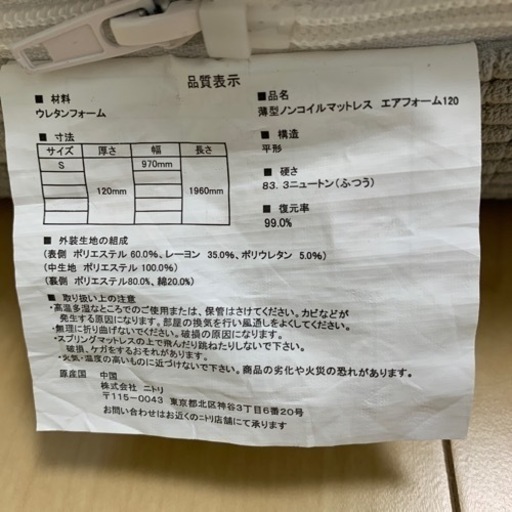 品質表示
■ 材料
ウレタンフォーム
■ 寸法
サイズ 厚さ 幅 長さ
S 120mm 970mm 1960mm
■品名
薄型ノンコイルマットレス エアフォーム120
■ 構造
平形
■ 硬さ
83.3ニュートン(ふつう)
■ 復元率
99.0%
■ 外装生地の組成
(表側 ポリエステル 60.0%、レーヨン 35.0%、ポリウレタン 5.0%)
(中生地 ポリエステル 100.0%)
(裏側 ポリエステル80.0%、綿20.0%)
■ 取り扱い上の注意
・高温多湿なところでのご使用または、保管はさけてください。カビなどが
発生する原因になります。部屋の換気を行い風通しをよくしてください。
・無理に折り曲げないでください。破損の原因になります。
・スプリングマットレスの上で飛んだり跳ねたりしないで下さい。
破損、ケガをするおそれがあります。
・火気・温度の高いものに近づけないで下さい。商品の劣化や火災の恐れがあります。
原産国 中国
株式会社 ニトリ
〒115-0043 東京都北区神谷3丁目6番20号
お問い合わせはお近くのニトリ店舗にて承ります